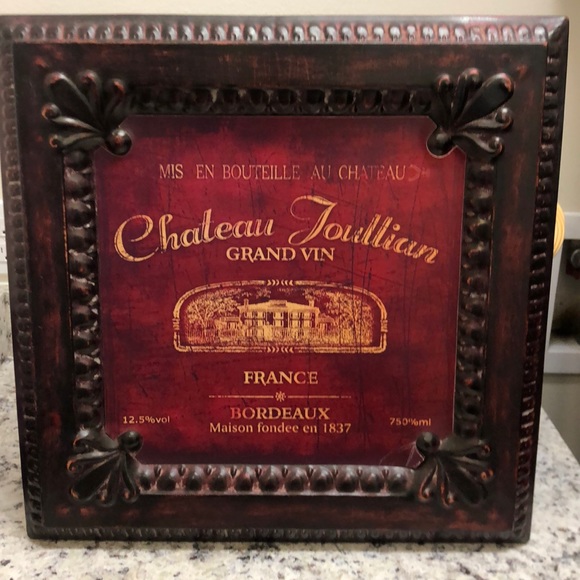 MIS EN BOUTEILLE AU CHATEAU
Chateau Joullian
GRAND VIN
FRANCE
BORDEAUX
12.5%vol
Maison fondee en 1837
750%ml